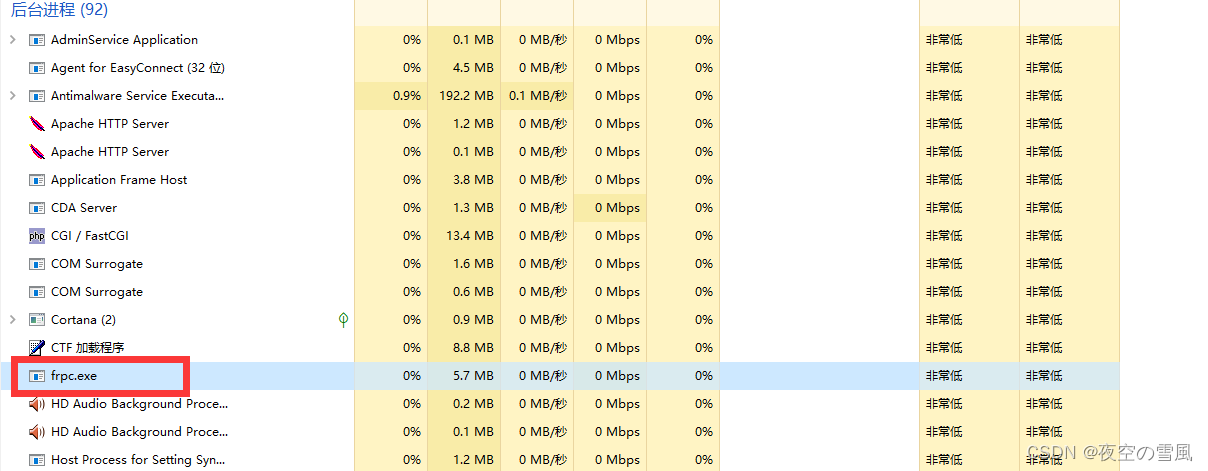 后台进程 (92)
AdminService Application 0% 0.1 MB 0 MB/秒 0 Mbps 0% 非常低 非常低
Agent for EasyConnect (32 位) 0% 4.5 MB 0 MB/秒 0 Mbps 0% 非常低 非常低
Antimalware Service Executa... 0.9% 192.2 MB 0.1 MB/秒 0 Mbps 0% 非常低 非常低
Apache HTTP Server 0% 1.2 MB 0 MB/秒 0 Mbps 0% 非常低 非常低
Apache HTTP Server 0% 0.1 MB 0 MB/秒 0 Mbps 0% 非常低 非常低
Application Frame Host 0% 3.8 MB 0 MB/秒 0 Mbps 0% 非常低 非常低
CDA Server 0% 1.3 MB 0 MB/秒 0 Mbps 0% 非常低 非常低
php CGI / FastCGI 0% 13.4 MB 0 MB/秒 0 Mbps 0% 非常低 非常低
COM Surrogate 0% 1.6 MB 0 MB/秒 0 Mbps 0% 非常低 非常低
COM Surrogate 0% 0.6 MB 0 MB/秒 0 Mbps 0% 非常低 非常低
Cortana (2) 0% 0.9 MB 0 MB/秒 0 Mbps 0% 非常低 非常低
CTF 加载程序 0% 8.8 MB 0 MB/秒 0 Mbps 0% 非常低 非常低
frpc.exe 0% 5.7 MB 0 MB/秒 0 Mbps 0% 非常低 非常低
HD Audio Background Proce... 0% 0.2 MB 0 MB/秒 0 Mbps 0% 非常低 非常低
HD Audio Background Proce... 0% 0.1 MB 0 MB/秒 0 Mbps 0% 非常低 非常低
Host Process for Setting Syn... 0% 1.2 MB 0 MB/秒 0 Mbps 0% 非常低 非常低
CSDN @夜空の雪風